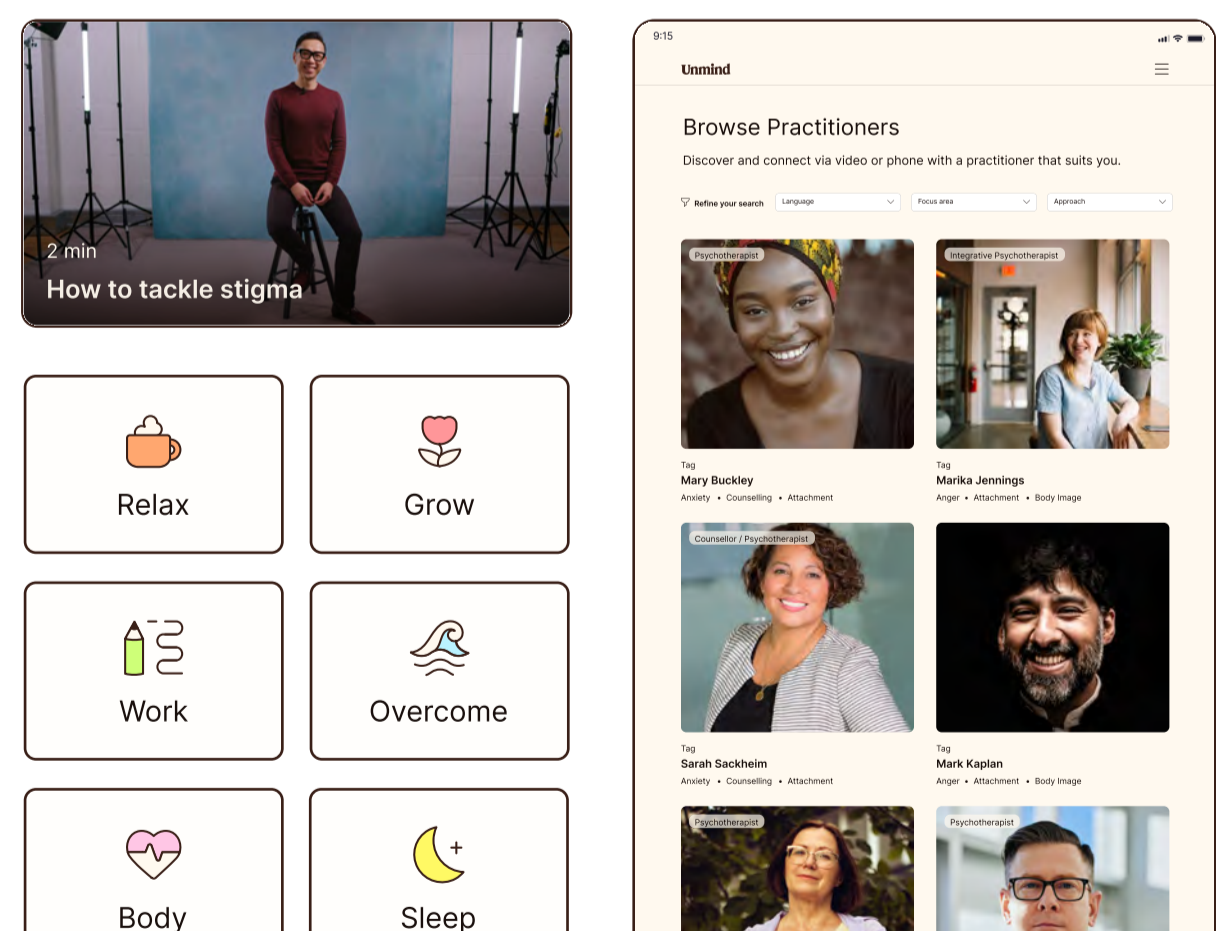 2 min
How to tackle stigma
Relax
Grow
Work
Overcome
Body
Sleep
9:15
Unmind
Browse Practitioners
Discover and connect via video or phone with a practitioner that suits you.
Refine your search
Language
Focus area
Approach
Psychotherapist
Integrative Psychotherapist
Tag
Mary Buckley
Anxiety • Counselling • Attachment
Tag
Marika Jennings
Anger • Attachment • Body Image
Counsellor / Psychotherapist
Tag
Sarah Sackheim
Anxiety • Counselling • Attachment
Tag
Mark Kaplan
Anger • Attachment • Body Image
Psychotherapist
Psychotherapist